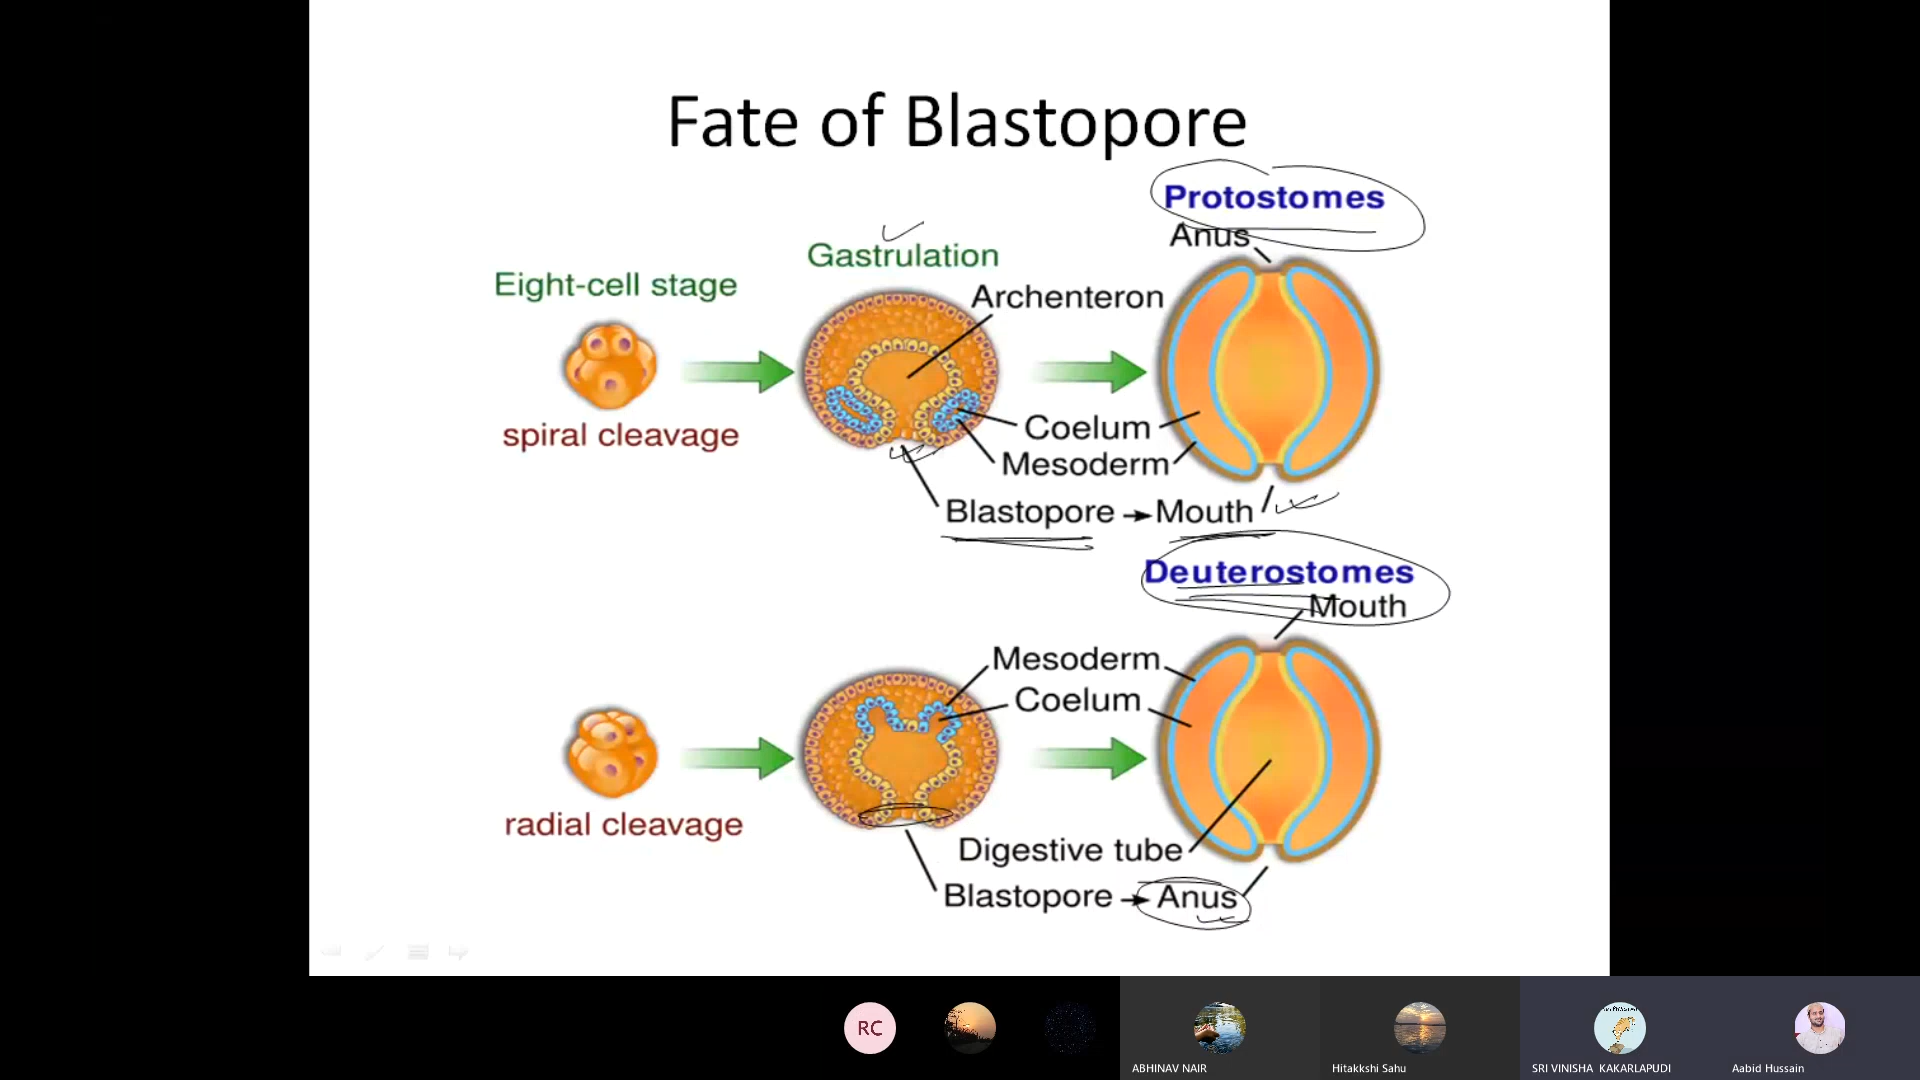 Fate of Blastopore
Protostomes
Anus
Gastrulation
Eight-cell stage
Archenteron
spiral cleavage
Coelum
Mesoderm
Blastopore → Mouth
Deuterostomes
Mouth
Mesoderm
Coelum
radial cleavage
Digestive tube
Blastopore → Anus
RC
ABHINAV NAIR
Hitakkshi Sahu
SRI VINISHA KAKARLAPUDI
Aabid Hussain